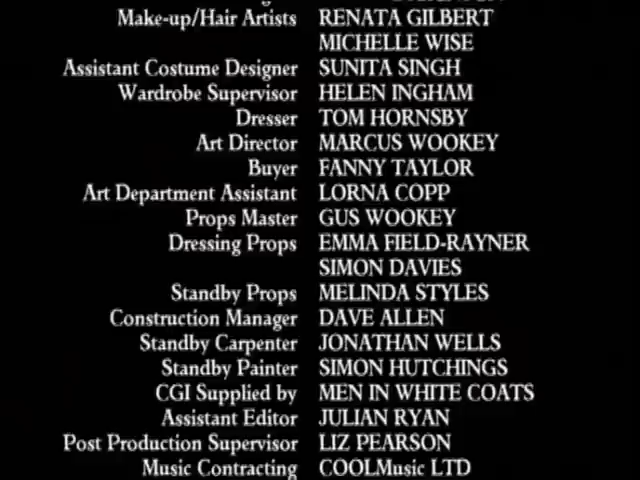 Make-up/Hair Artists RENATA GILBERT
MICHELLE WISE
Assistant Costume Designer SUNITA SINGH
Wardrobe Supervisor HELEN INGHAM
Dresser TOM HORNSBY
Art Director MARCUS WOOKEY
Buyer FANNY TAYLOR
Art Department Assistant LORNA COPP
Props Master GUS WOOKEY
Dressing Props EMMA FIELD-RAYNER
SIMON DAVIES
Standby Props MELINDA STYLES
Construction Manager DAVE ALLEN
Standby Carpenter JONATHAN WELLS
Standby Painter SIMON HUTCHINGS
CGI Supplied by MEN IN WHITE COATS
Assistant Editor JULIAN RYAN
Post Production Supervisor LIZ PEARSON
Music Contracting COOLMusic LTD